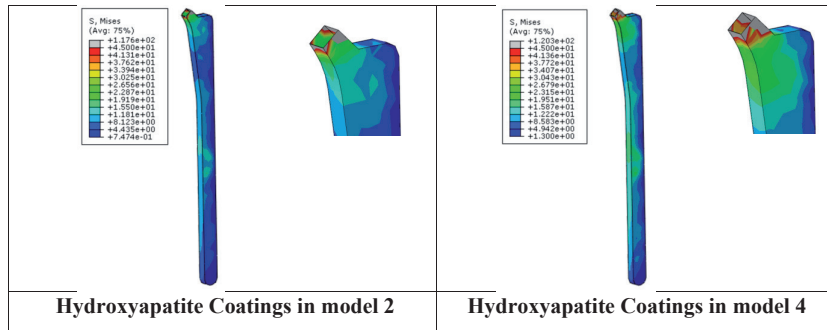 S, Mises
(Avg: 75%)
+1.176e+02
+4.500e+01
+4.131e+01
+3.762e+01
+3.394e+01
+3.025e+01
+2.656e+01
+2.287e+01
+1.919e+01
+1.550e+01
+1.181e+01
+8.123e+00
+4.435e+00
+7.474e-01
S, Mises
(Avg: 75%)
+1.203e+02
+4.500e+01
+4.136e+01
+3.772e+01
+3.407e+01
+3.043e+01
+2.679e+01
+2.315e+01
+1.951e+01
+1.587e+01
+1.222e+01
+8.583e+00
+4.942e+00
+1.300e+00
Hydroxyapatite Coatings in model 2
Hydroxyapatite Coatings in model 4